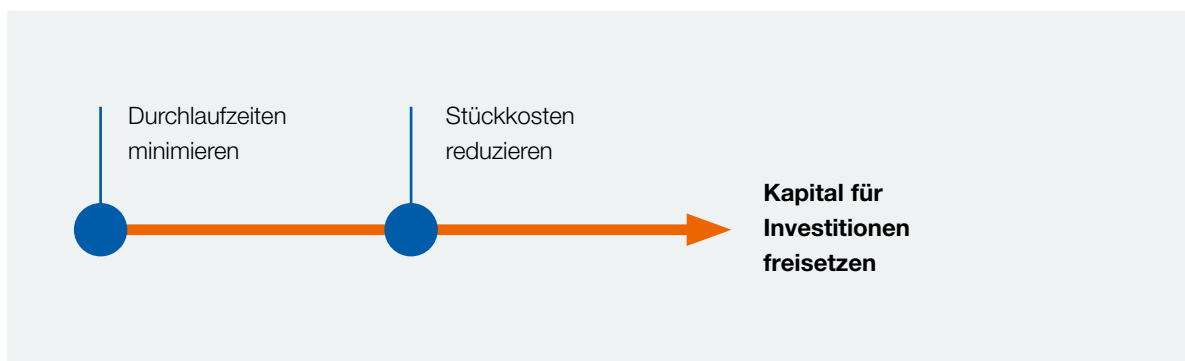 Durchlaufzeiten
minimieren
Stückkosten
reduzieren
Kapital für
Investitionen
freisetzen